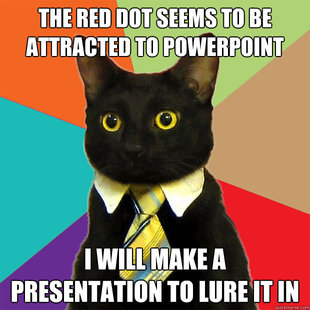 THE RED DOT SEEMS TO BE
ATTRACTED TO POWERPOINT
I WILL MAKE A
PRESENTATION TO LURE IT IN